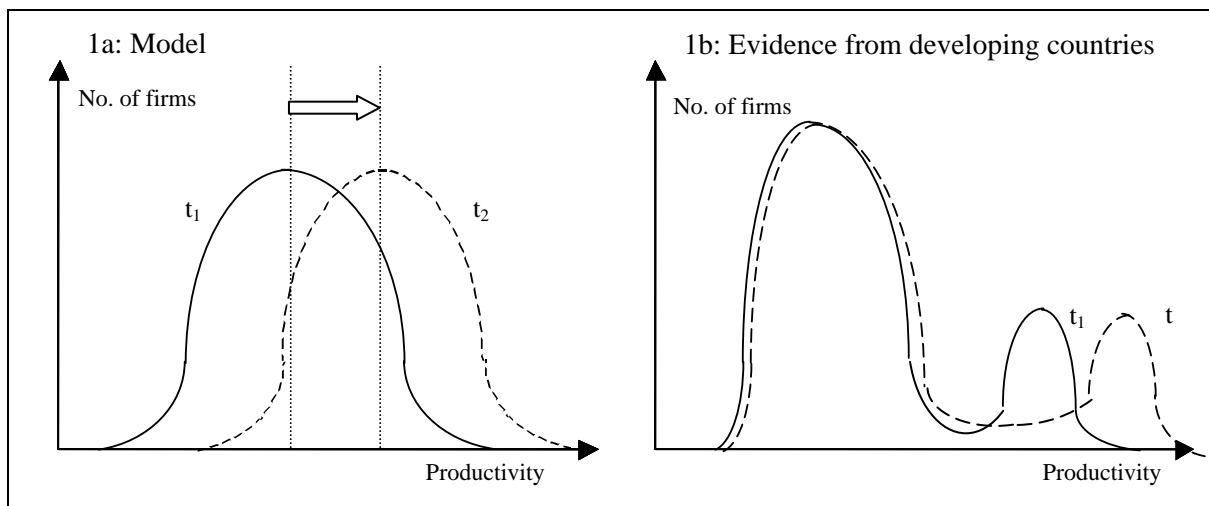 1a: Model
No. of firms
t₁
t₂
Productivity
1b: Evidence from developing countries
No. of firms
t₁
t
Productivity